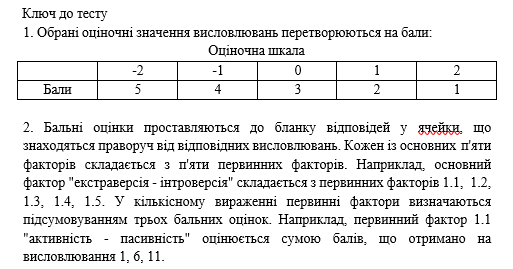 Ключ до тесту
1. Обрані оціночні значення висловлювань перетворюються на бали:
Оціночна шкала
-2 -1 0 1 2
Бали 5 4 3 2 1
2. Бальні оцінки проставляються до бланку відповідей у ячейки, що
знаходяться праворуч від відповідних висловлювань. Кожен із основних п'яти
факторів складається з п'яти первинних факторів. Наприклад, основний
фактор "екстраверсія - інтроверсія" складається з первинних факторів 1.1, 1.2,
1.3, 1.4, 1.5. У кількісному вираженні первинні фактори визначаються
підсумовуванням трьох бальних оцінок. Наприклад, первинний фактор 1.1
"активність - пасивність" оцінюється сумою балів, що отримано на
висловлювання 1, 6, 11.